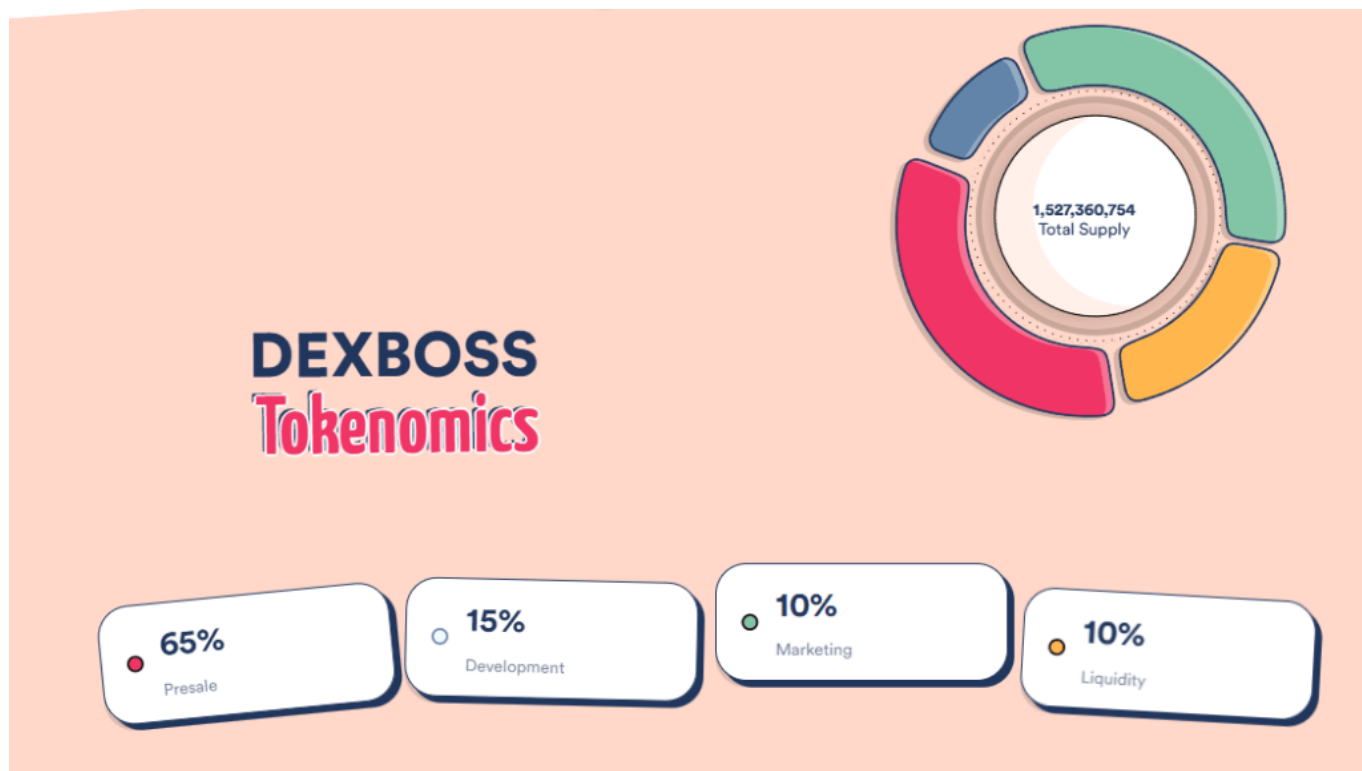 1,527,360,754
Total Supply
DEXBOSS
Tokenomics
65%
Presale
15%
Development
10%
Marketing
10%
Liquidity